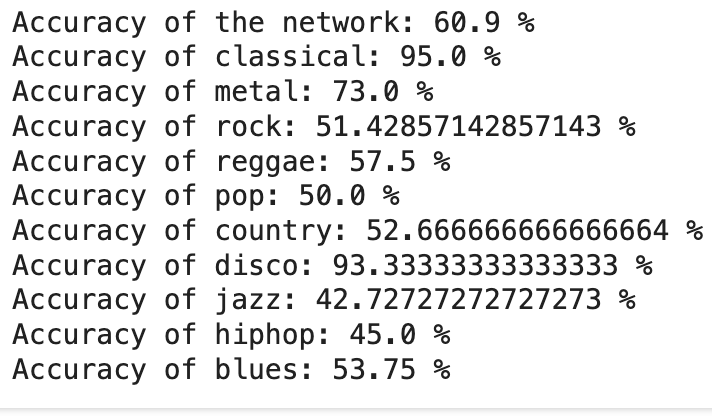 Accuracy of the network: 60.9 %
Accuracy of classical: 95.0 %
Accuracy of metal: 73.0 %
Accuracy of rock: 51.42857142857143 %
Accuracy of reggae: 57.5 %
Accuracy of pop: 50.0 %
Accuracy of country: 52.666666666666664 %
Accuracy of disco: 93.33333333333333 %
Accuracy of jazz: 42.72727272727273 %
Accuracy of hiphop: 45.0 %
Accuracy of blues: 53.75 %